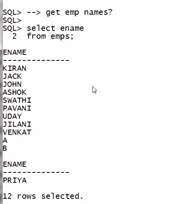 SQL> --> get emp names?
SQL>
SQL> select ename
  2  from emps;
ENAME
--------------
KIRAN
JACK
JOHN
ASHOK
SWATHI
PAVANI
UDAY
JILANI
VENKAT
A
B
ENAME
--------------
PRIYA
12 rows selected.